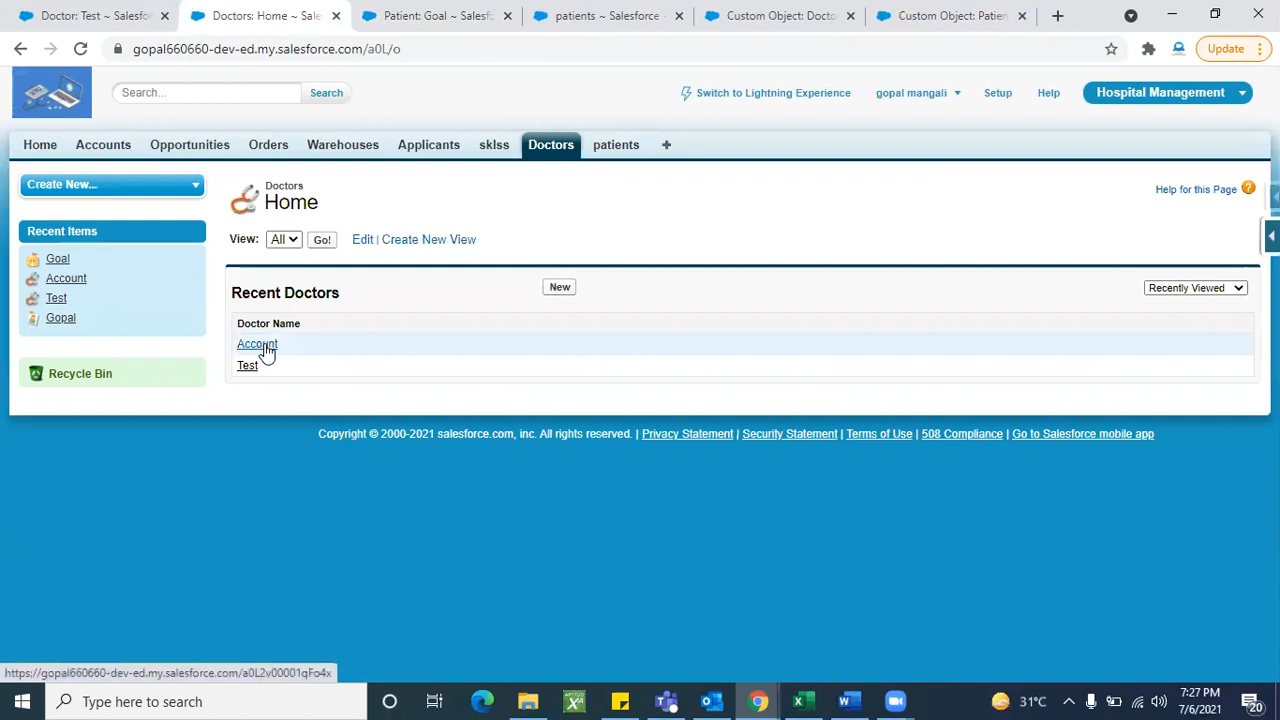 Doctor: Test ~ Sales
Doctors: Home ~ Sale
Patient: Goal ~ Salesf
patients ~ Salesforce -
Custom Object: Docto
Custom Object: Patien
gopal660660-dev-ed.my.salesforce.com/a0L/o
Update
Search...
Search
Switch to Lightning Experience
gopal mangali
Setup
Help
Hospital Management
Home
Accounts
Opportunities
Orders
Warehouses
Applicants
sklss
Doctors
patients
+
Create New...
Recent Items
Goal
Account
Test
Gopal
Recycle Bin
Doctors
Home
Help for this Page
View:
All
Go!
Edit | Create New View
Recent Doctors
New
Recently Viewed
Doctor Name
Account
Test
Copyright © 2000-2021 salesforce.com, inc. All rights reserved. | Privacy Statement | Security Statement | Terms of Use | 508 Compliance | Go to Salesforce mobile app
https://gopal660660-dev-ed.my.salesforce.com/a0L2v00001qFo4x
Type here to search
31°C
7:27 PM
7/6/2021
20